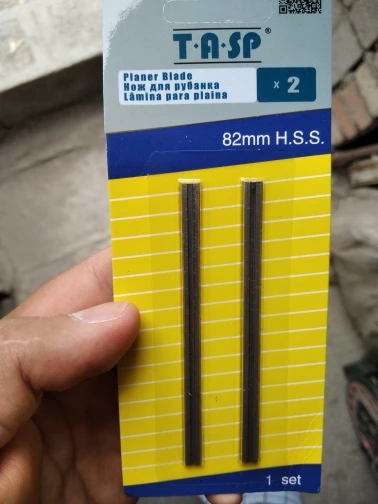 T·A·SP
Planer Blade
Нож для рубанка
Lâmina para plaina
x 2
82mm H.S.S.
1 set